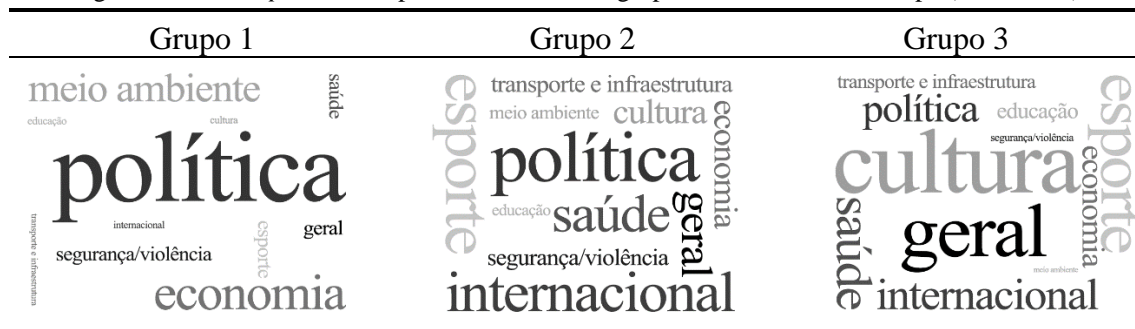 Grupo 1 Grupo 2 Grupo 3
meio ambiente
saúde
educação
cultura
política
internacional
geral
esporte
transporte e infraestrutura
segurança/violência
economia
esporte
transporte e infraestrutura
meio ambiente cultura
economia
política
educação saúde
geral
segurança/violência
internacional
transporte e infraestrutura
esporte
política educação
segurança/violência
cultura
economia
saúde
geral
meio ambiente
internacional